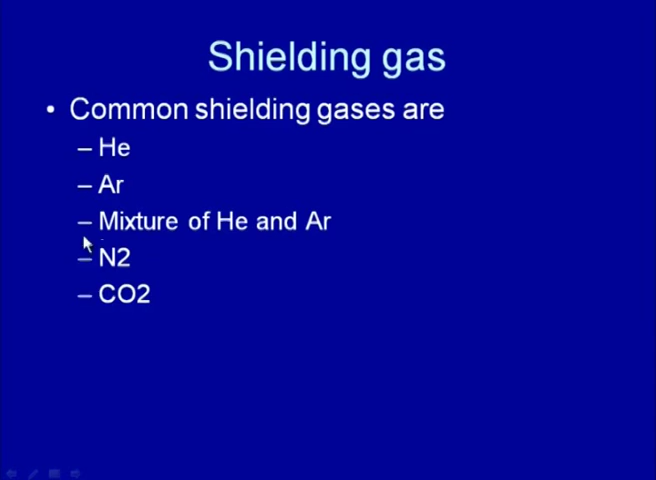 Shielding gas
• Common shielding gases are
– He
– Ar
– Mixture of He and Ar
– N2
– CO2